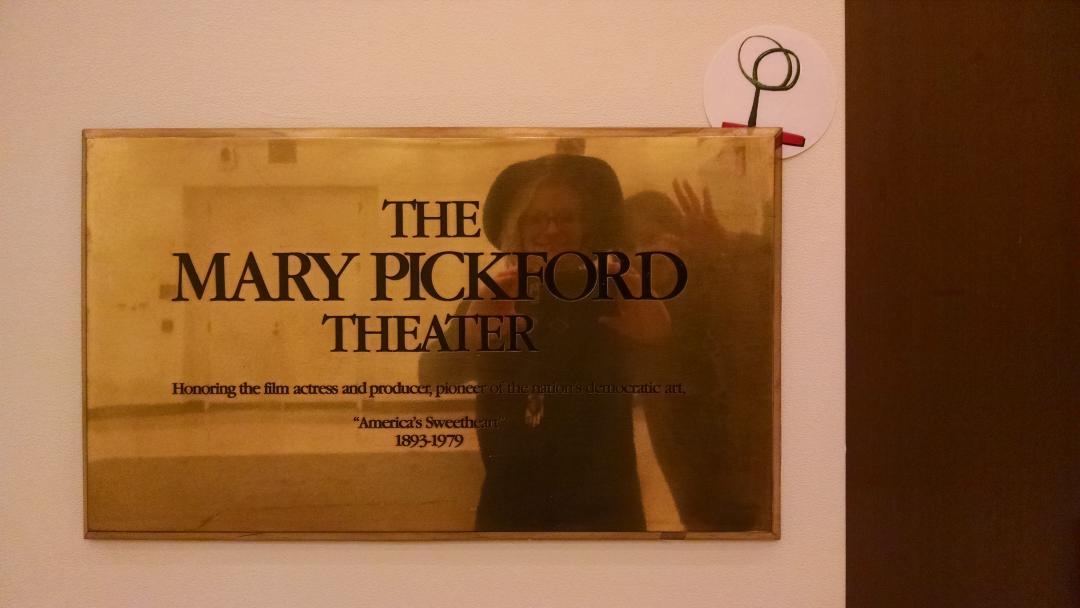 THE
MARY PICKFORD
THEATER
Honoring the film actress and producer, pioneer of the nation's democratic art.
“America's Sweetheart”
1893-1979